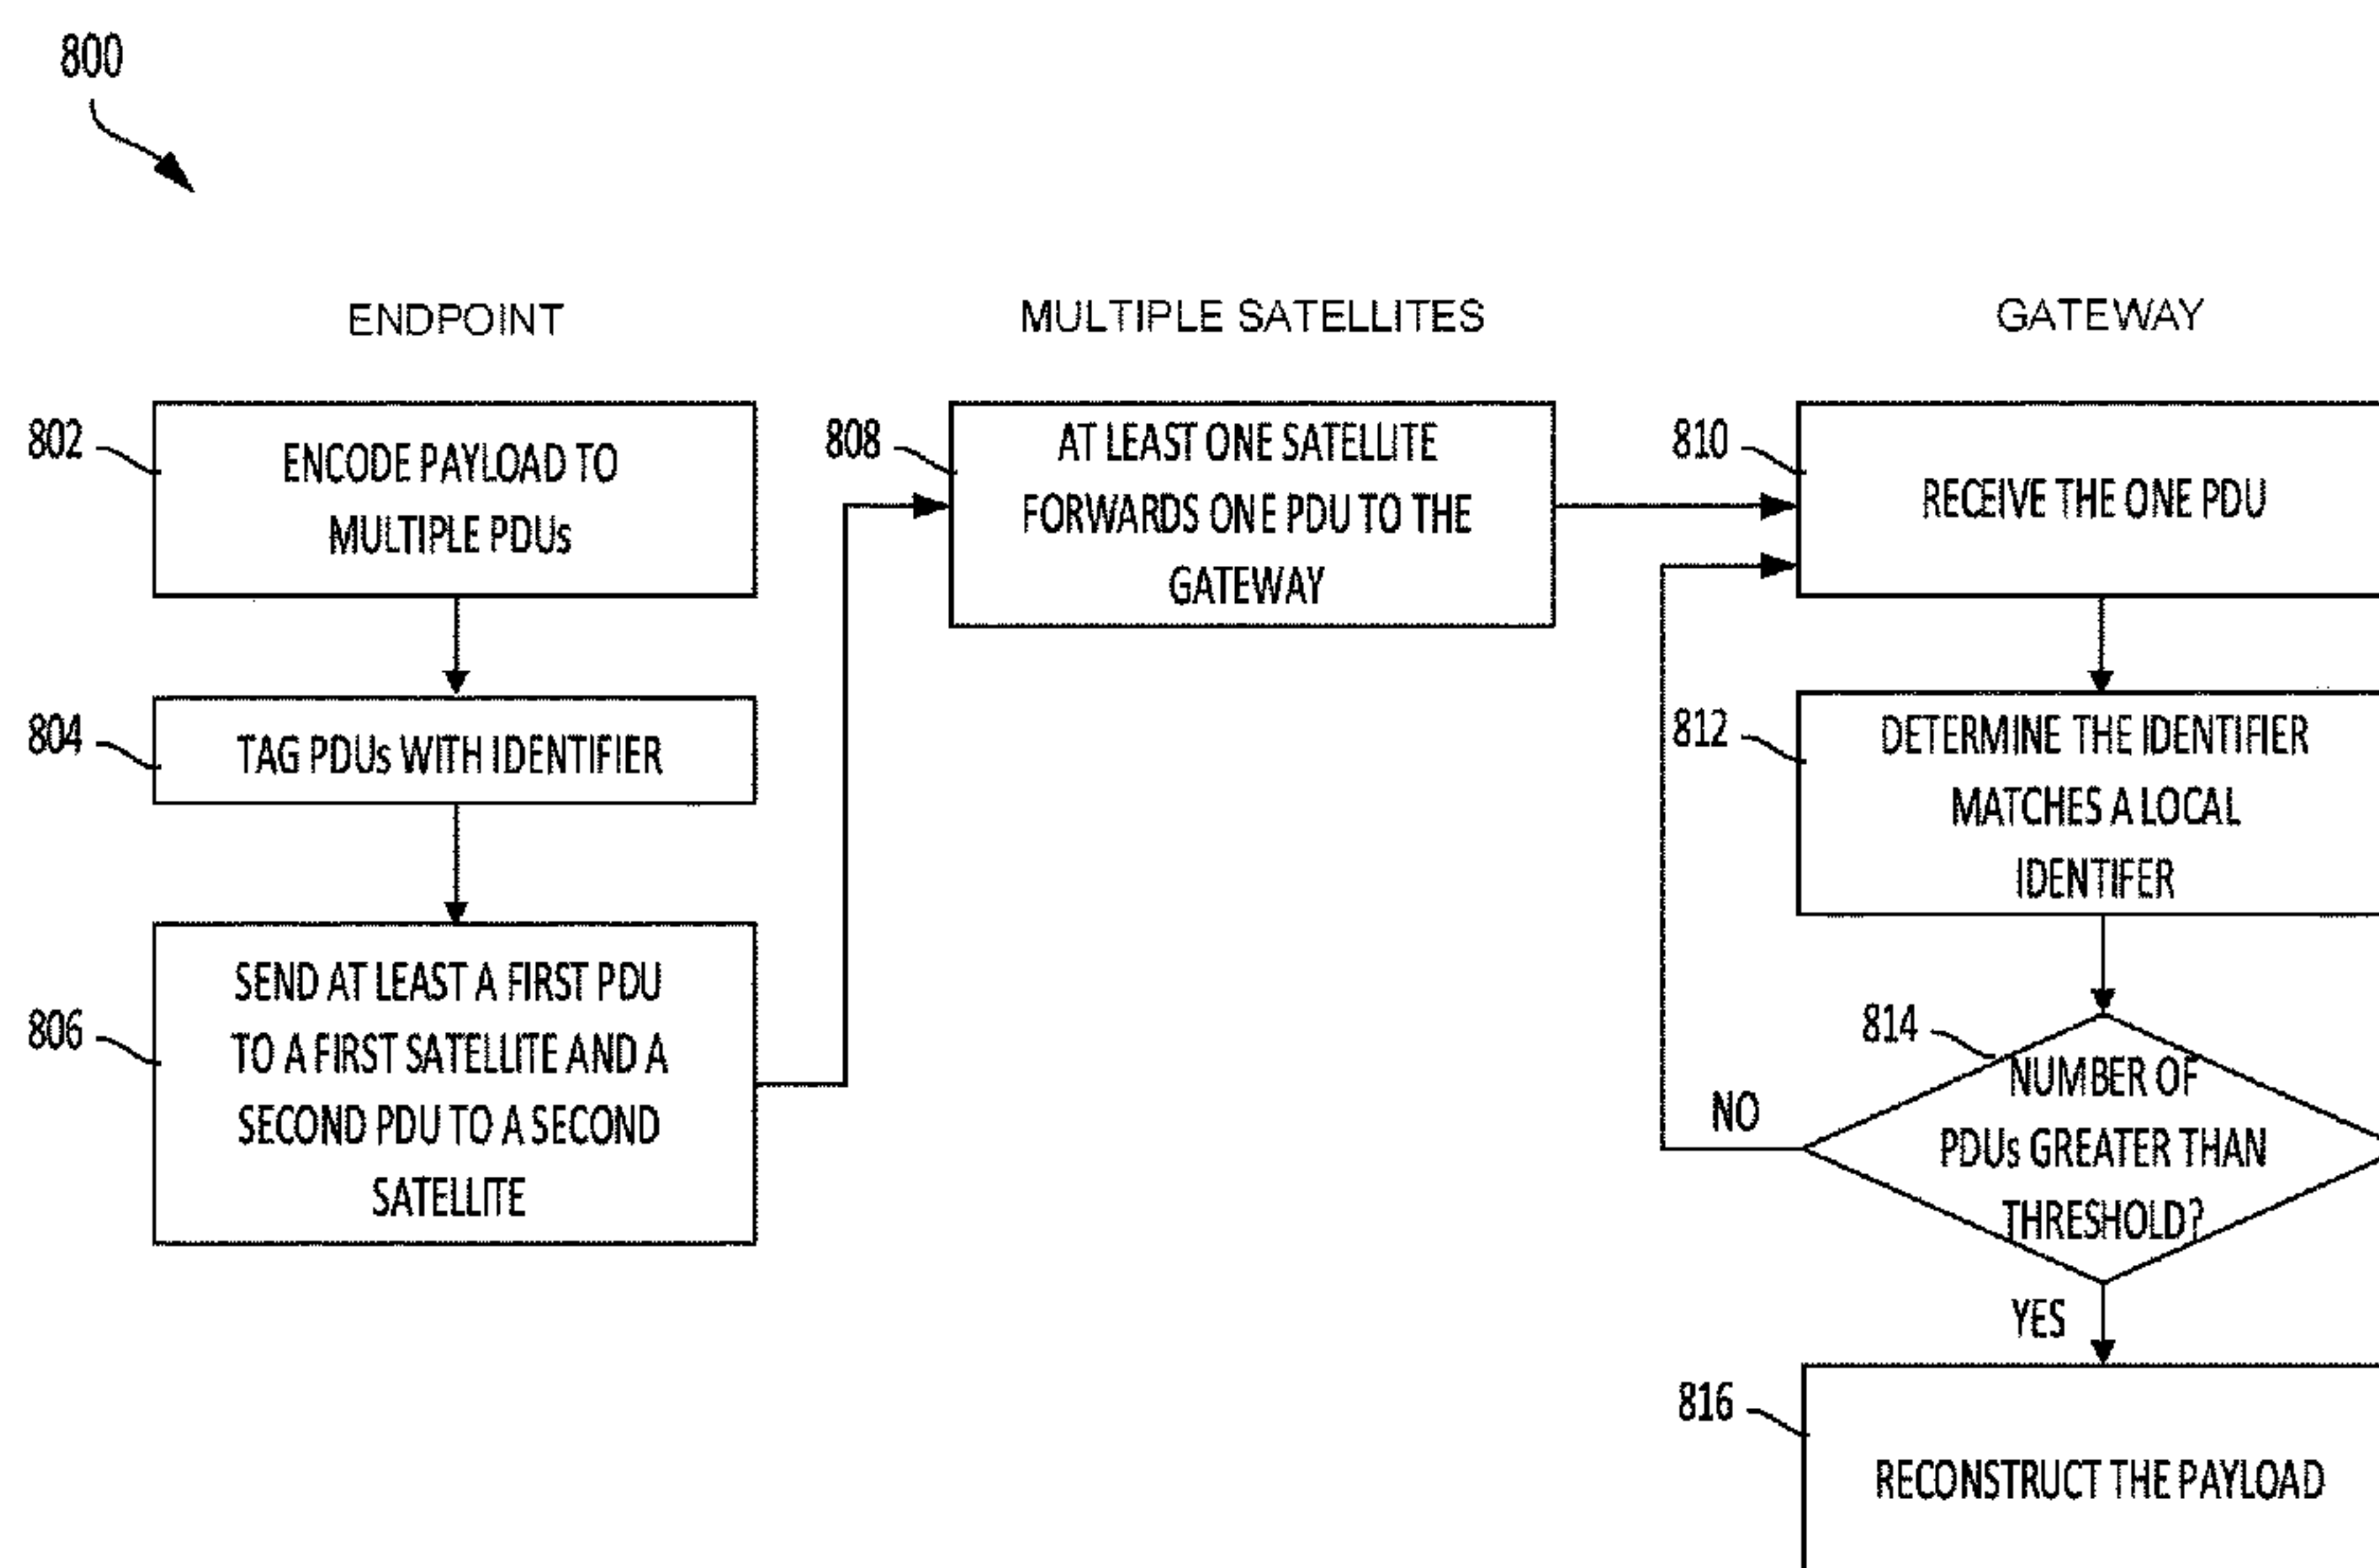 800
ENDPOINT
802
ENCODE PAYLOAD TO
MULTIPLE PDUs
804
TAG PDUs WITH IDENTIFIER
806
SEND AT LEAST A FIRST PDU
TO A FIRST SATELLITE AND A
SECOND PDU TO A SECOND
SATELLITE
MULTIPLE SATELLITES
808
AT LEAST ONE SATELLITE
FORWARDS ONE PDU TO THE
GATEWAY
GATEWAY
810
RECEIVE THE ONE PDU
812
DETERMINE THE IDENTIFIER
MATCHES A LOCAL
IDENTIFER
814
NUMBER OF
PDUs GREATER THAN
THRESHOLD?
NO
YES
816
RECONSTRUCT THE PAYLOAD